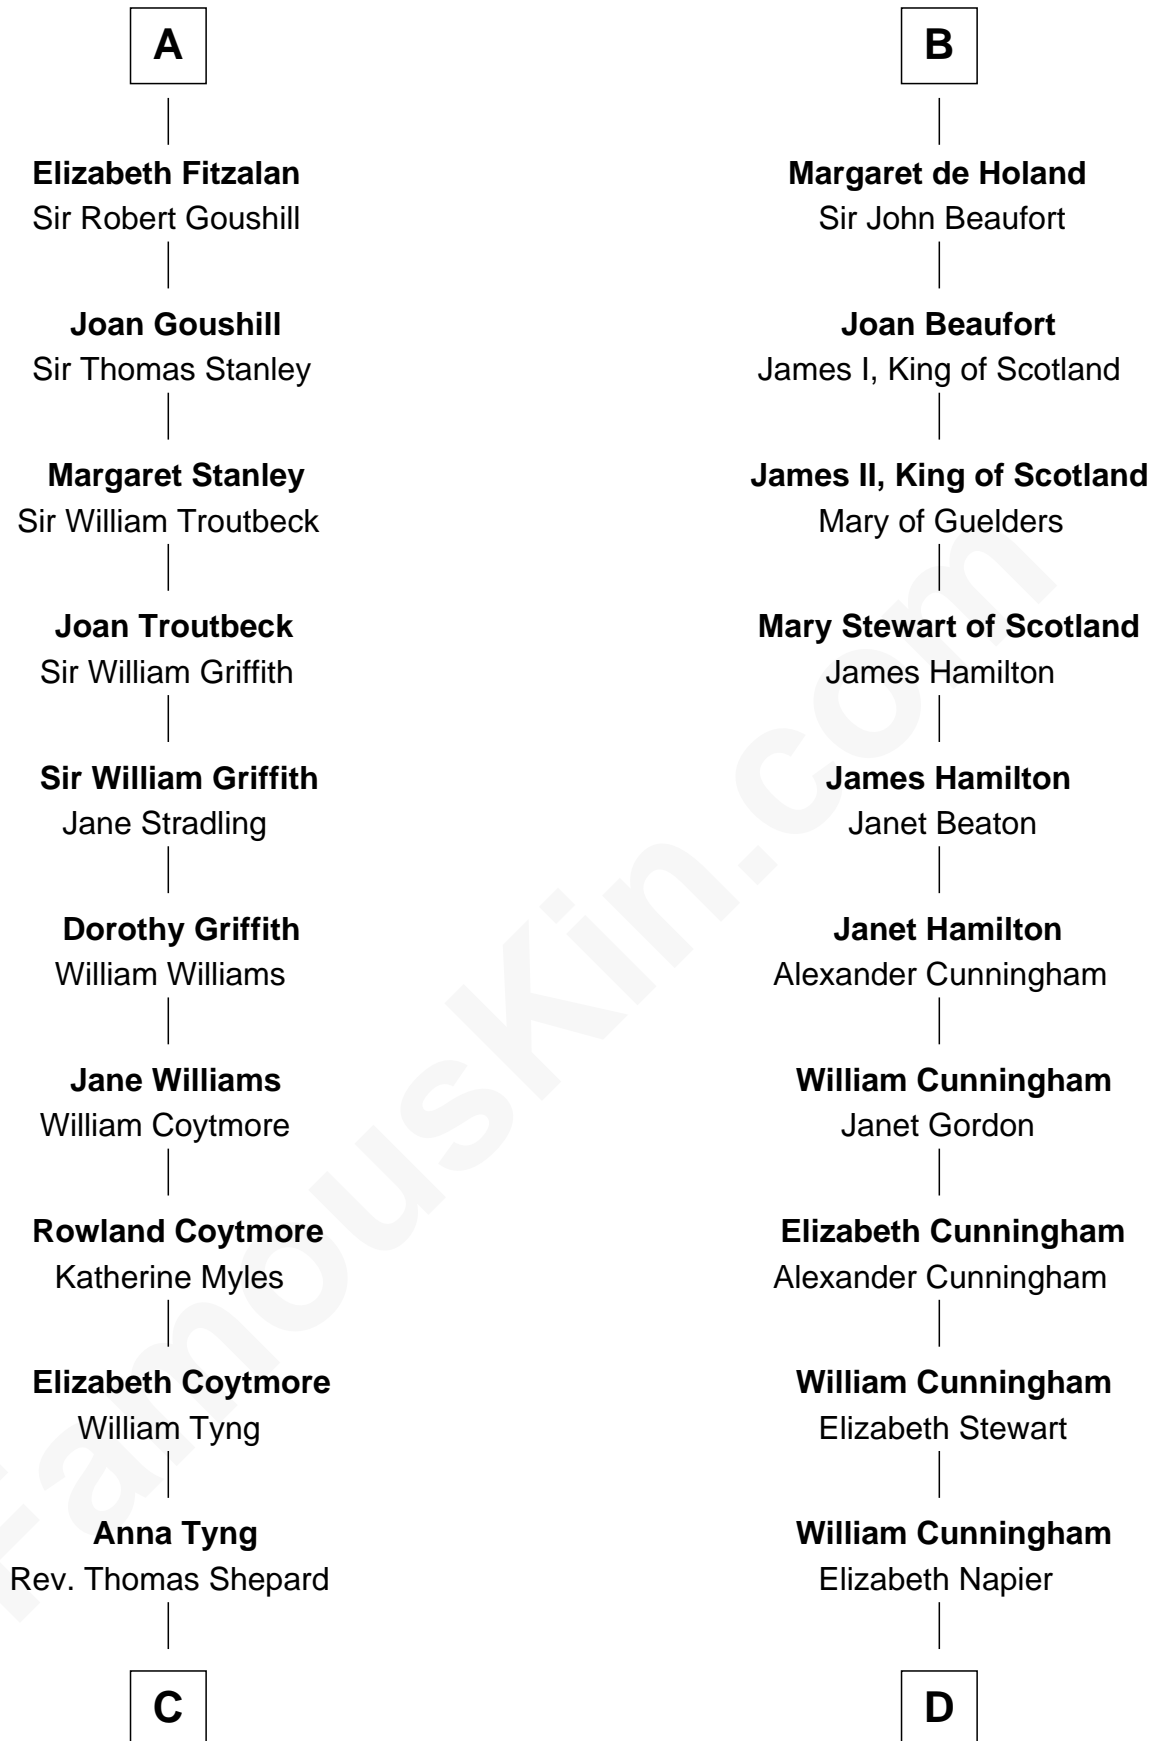 A
Elizabeth Fitzalan
Sir Robert Goushill
Joan Goushill
Sir Thomas Stanley
Margaret Stanley
Sir William Troutbeck
Joan Troutbeck
Sir William Griffith
Sir William Griffith
Jane Stradling
Dorothy Griffith
William Williams
Jane Williams
William Coytmore
Rowland Coytmore
Katherine Myles
Elizabeth Coytmore
William Tyng
Anna Tyng
Rev. Thomas Shepard
C
B
Margaret de Holand
Sir John Beaufort
Joan Beaufort
James I, King of Scotland
James II, King of Scotland
Mary of Guelders
Mary Stewart of Scotland
James Hamilton
James Hamilton
Janet Beaton
Janet Hamilton
Alexander Cunningham
William Cunningham
Janet Gordon
Elizabeth Cunningham
Alexander Cunningham
William Cunningham
Elizabeth Stewart
William Cunningham
Elizabeth Napier
D
FamousKin.com